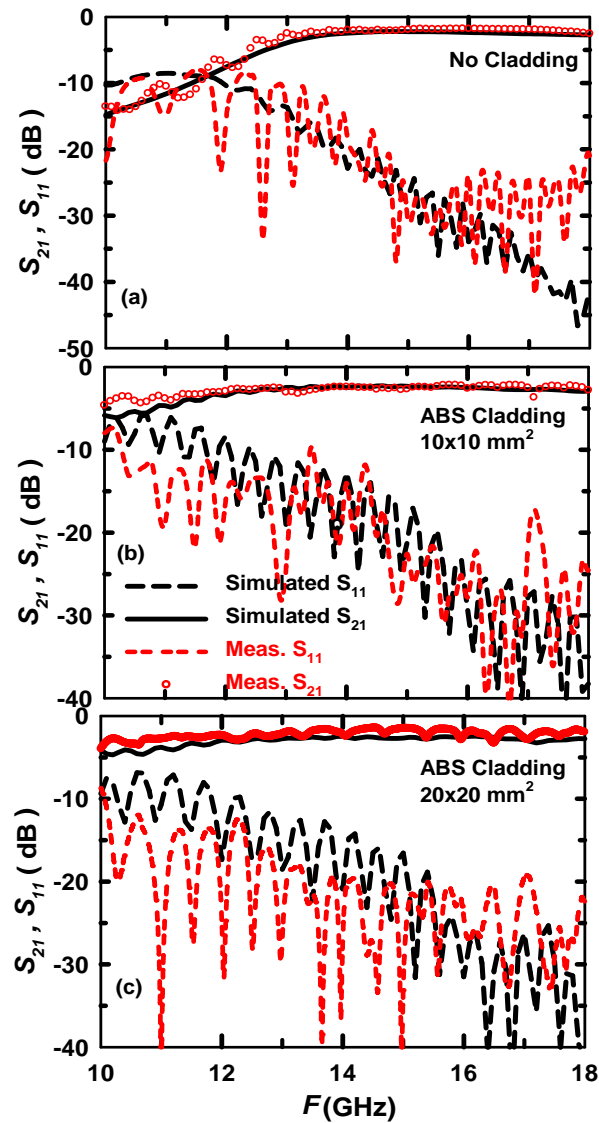 0
-10
-20
-30
-40
-50
S21 , S11 ( dB )
No Cladding
(a)
0
-10
-20
-30
-40
S21 , S11 ( dB )
ABS Cladding
10x10 mm2
(b)
Simulated S11
Simulated S21
Meas. S11
Meas. S21
0
-10
-20
-30
-40
S21 , S11 ( dB )
ABS Cladding
20x20 mm2
(c)
10 12 14 16 18
F(GHz)